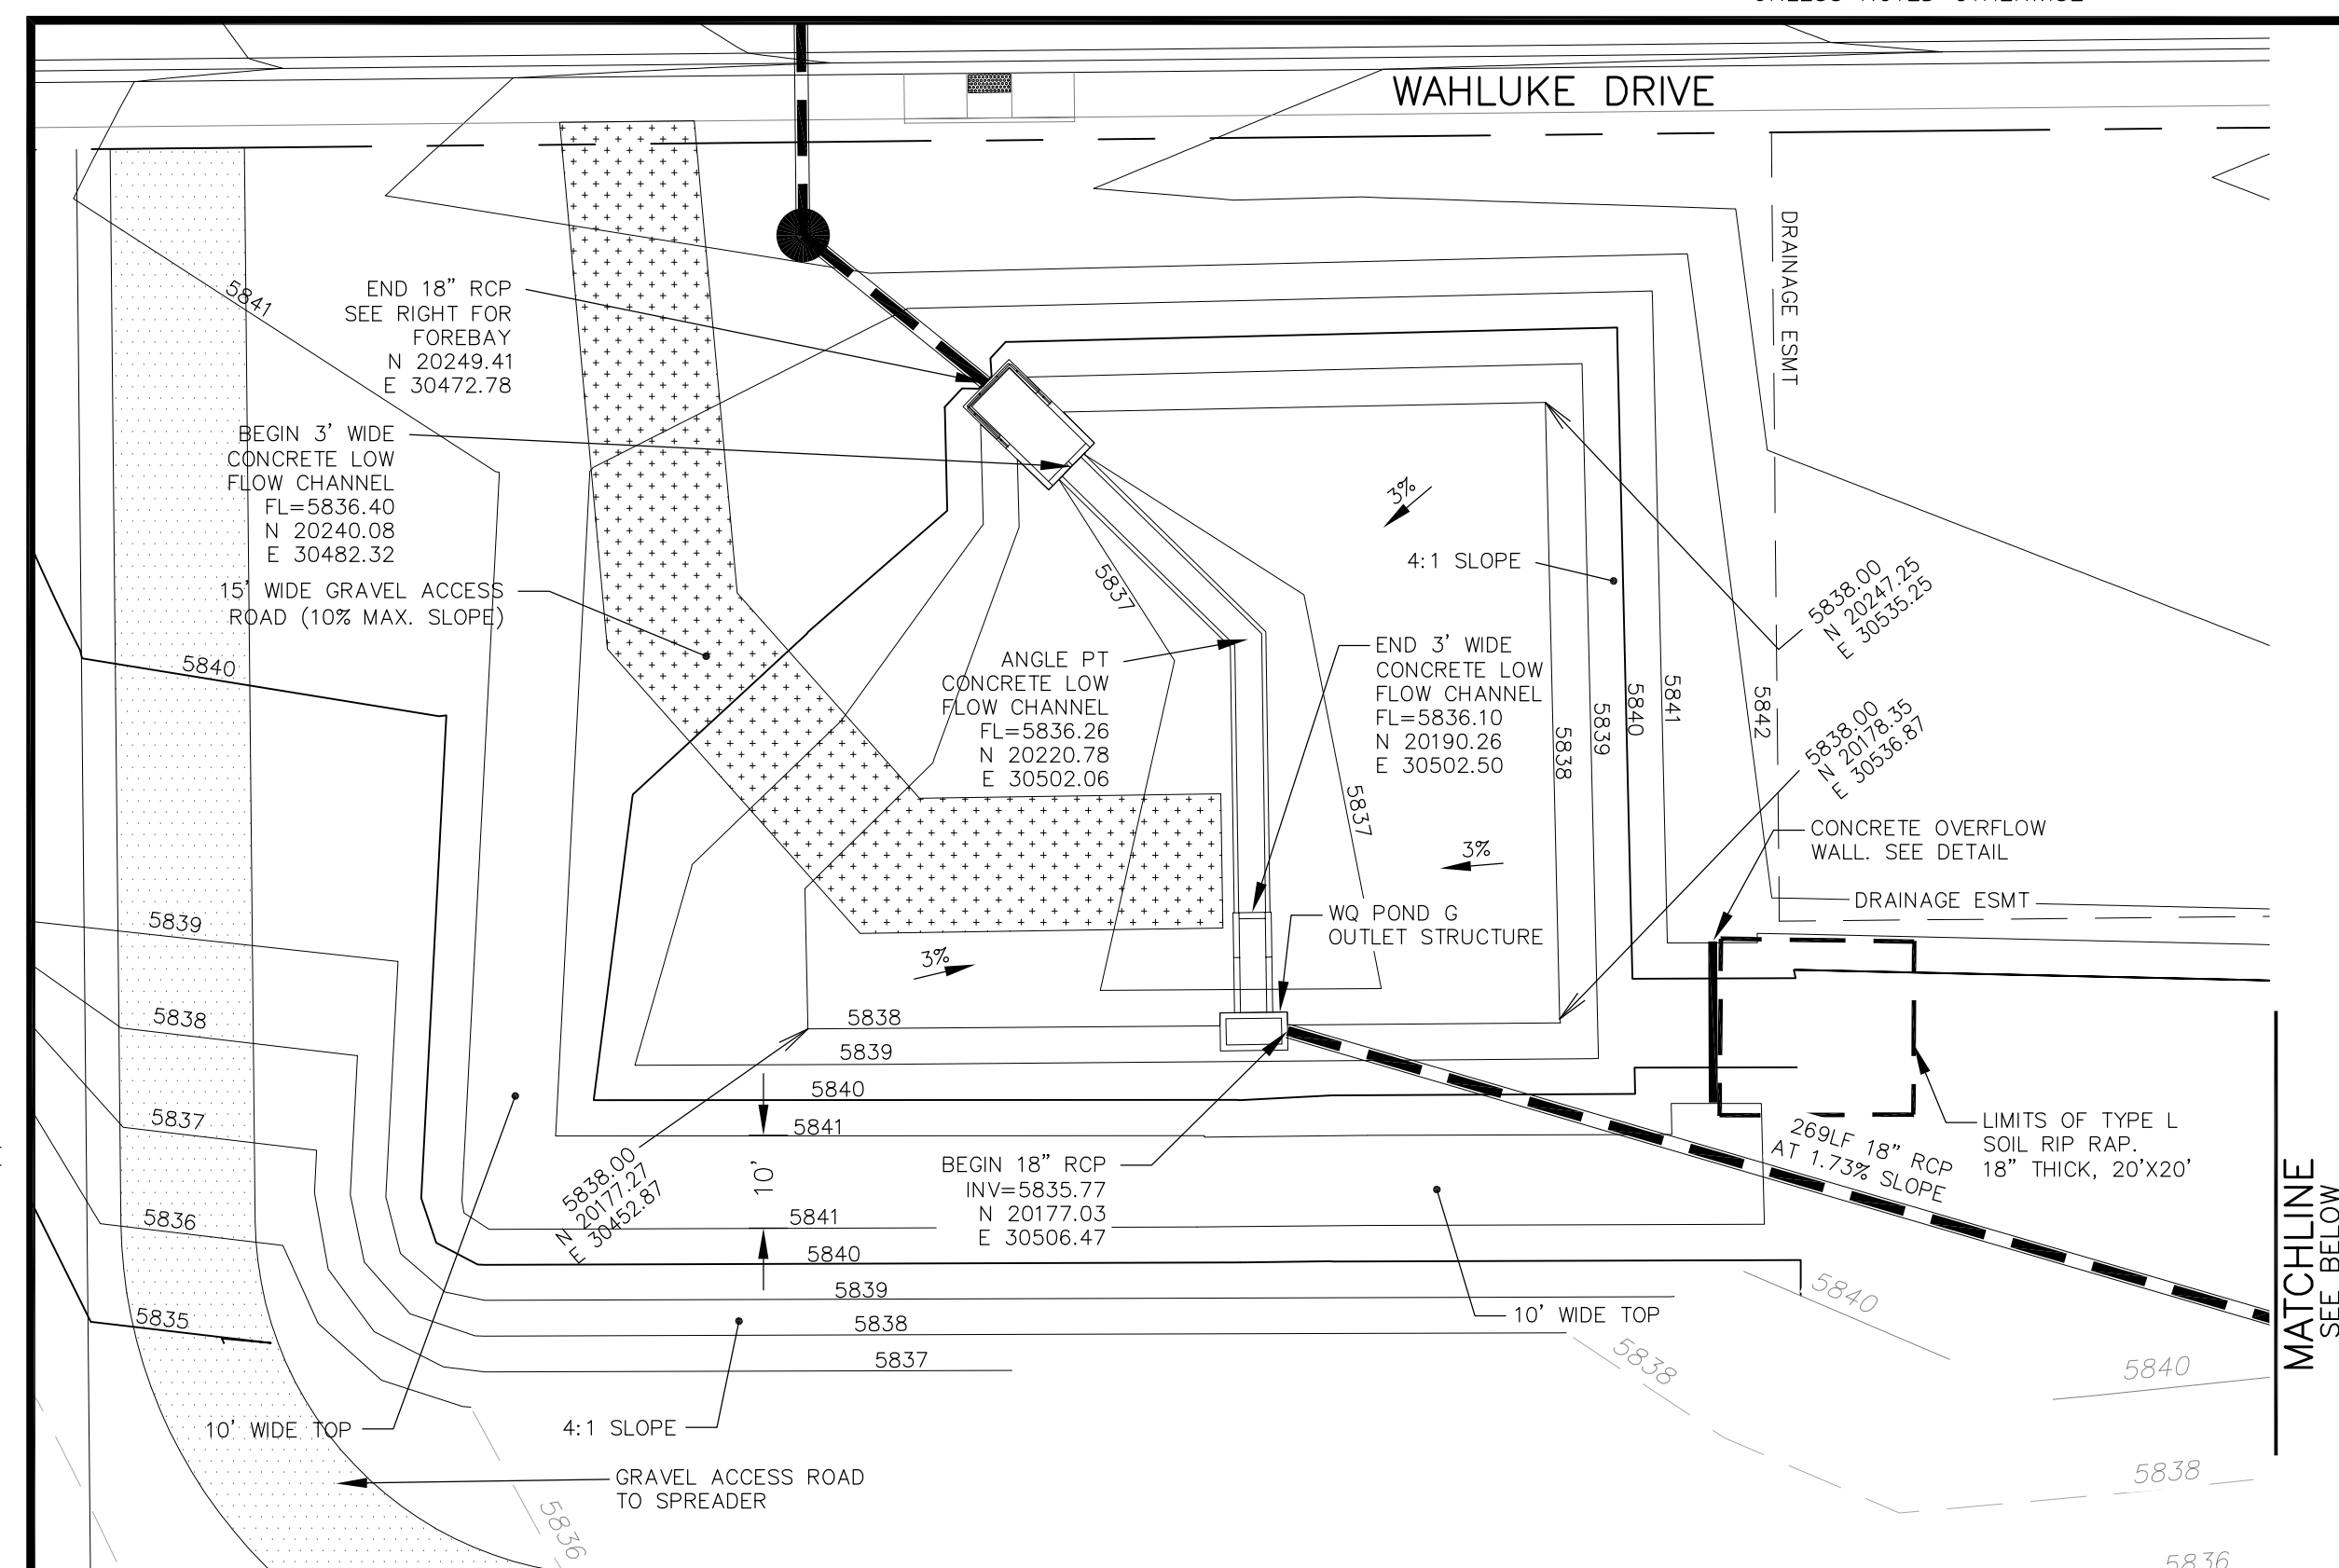 WAHLUKE DRIVE
DRAINAGE ESMT
5841
END 18" RCP
SEE RIGHT FOR
FOREBAY
N 20249.41
E 30472.78
BEGIN 3' WIDE
CONCRETE LOW
FLOW CHANNEL
FL=5836.40
N 20240.08
E 30482.32
15' WIDE GRAVEL ACCESS
ROAD (10% MAX. SLOPE)
3%
4:1 SLOPE
5837
5838.00
N 20247.25
E 30535.25
5840
ANGLE PT
CONCRETE LOW
FLOW CHANNEL
FL=5836.26
N 20220.78
E 30502.06
END 3' WIDE
CONCRETE LOW
FLOW CHANNEL
FL=5836.10
N 20190.26
E 30502.50
5838
5839
5840
5841
5842
5838.00
N 20178.35
E 30536.87
5837
CONCRETE OVERFLOW
WALL. SEE DETAIL
3%
DRAINAGE ESMT
WQ POND G
OUTLET STRUCTURE
5839
3%
5838
5838
5839
5840
5841
5837
5838.00
N 20177.27
E 30452.87
10'
BEGIN 18" RCP
INV=5835.77
N 20177.03
E 30506.47
269LF 18" RCP
AT 1.73% SLOPE
LIMITS OF TYPE L
SOIL RIP RAP.
18" THICK, 20'X20'
MATCHLINE
SEE BELOW
5836
5841
5840
5839
5838
5837
5835
10' WIDE TOP
5840
5838
5840
10' WIDE TOP
4:1 SLOPE
GRAVEL ACCESS ROAD
TO SPREADER
5836
5838
5836